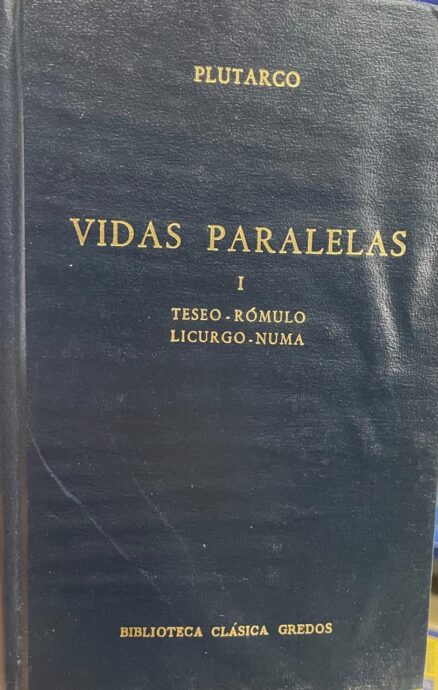 PLUTARCO
VIDAS PARALELAS
I
TESEO-RÓMULO
LICURGO-NUMA
BIBLIOTECA CLÁSICA GREDOS